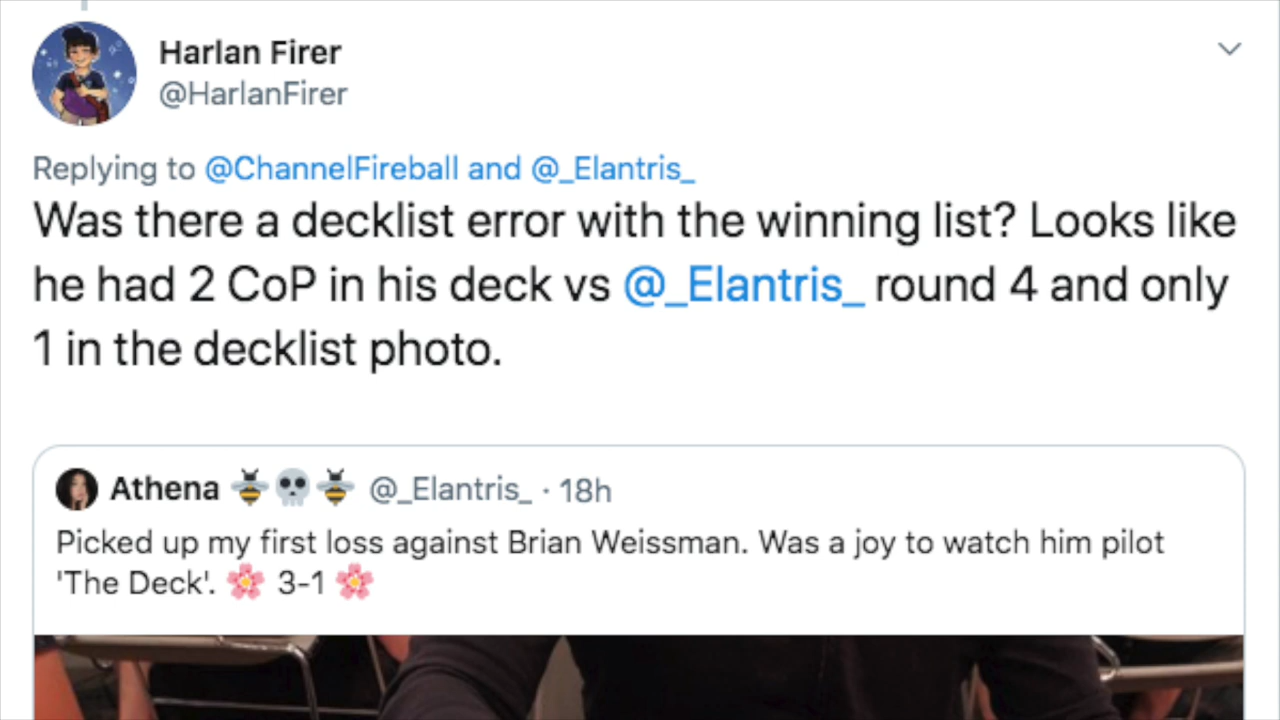 Harlan Firer
@HarlanFirer
Replying to @ChannelFireball and @_Elantris_
Was there a decklist error with the winning list? Looks like
he had 2 CoP in his deck vs @_Elantris_ round 4 and only
1 in the decklist photo.
Athena 🐝💀🐝 @_Elantris_ · 18h
Picked up my first loss against Brian Weissman. Was a joy to watch him pilot
'The Deck'. 🌸 3-1 🌸